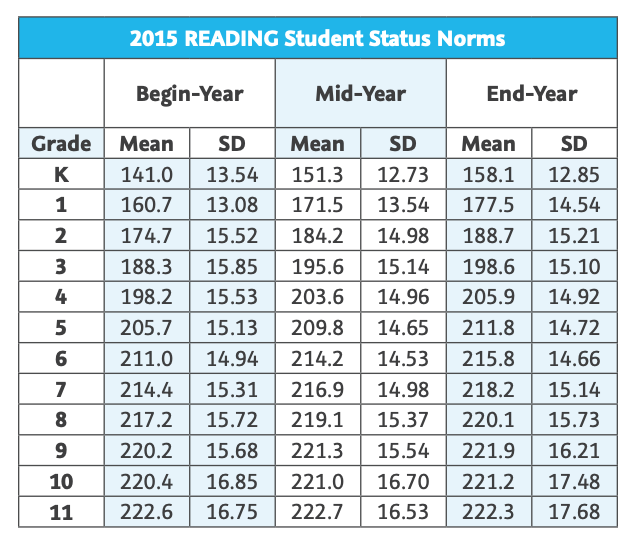 2015 READING Student Status Norms
Begin-Year Mid-Year End-Year
Grade Mean SD Mean SD Mean SD
K 141.0 13.54 151.3 12.73 158.1 12.85
1 160.7 13.08 171.5 13.54 177.5 14.54
2 174.7 15.52 184.2 14.98 188.7 15.21
3 188.3 15.85 195.6 15.14 198.6 15.10
4 198.2 15.53 203.6 14.96 205.9 14.92
5 205.7 15.13 209.8 14.65 211.8 14.72
6 211.0 14.94 214.2 14.53 215.8 14.66
7 214.4 15.31 216.9 14.98 218.2 15.14
8 217.2 15.72 219.1 15.37 220.1 15.73
9 220.2 15.68 221.3 15.54 221.9 16.21
10 220.4 16.85 221.0 16.70 221.2 17.48
11 222.6 16.75 222.7 16.53 222.3 17.68